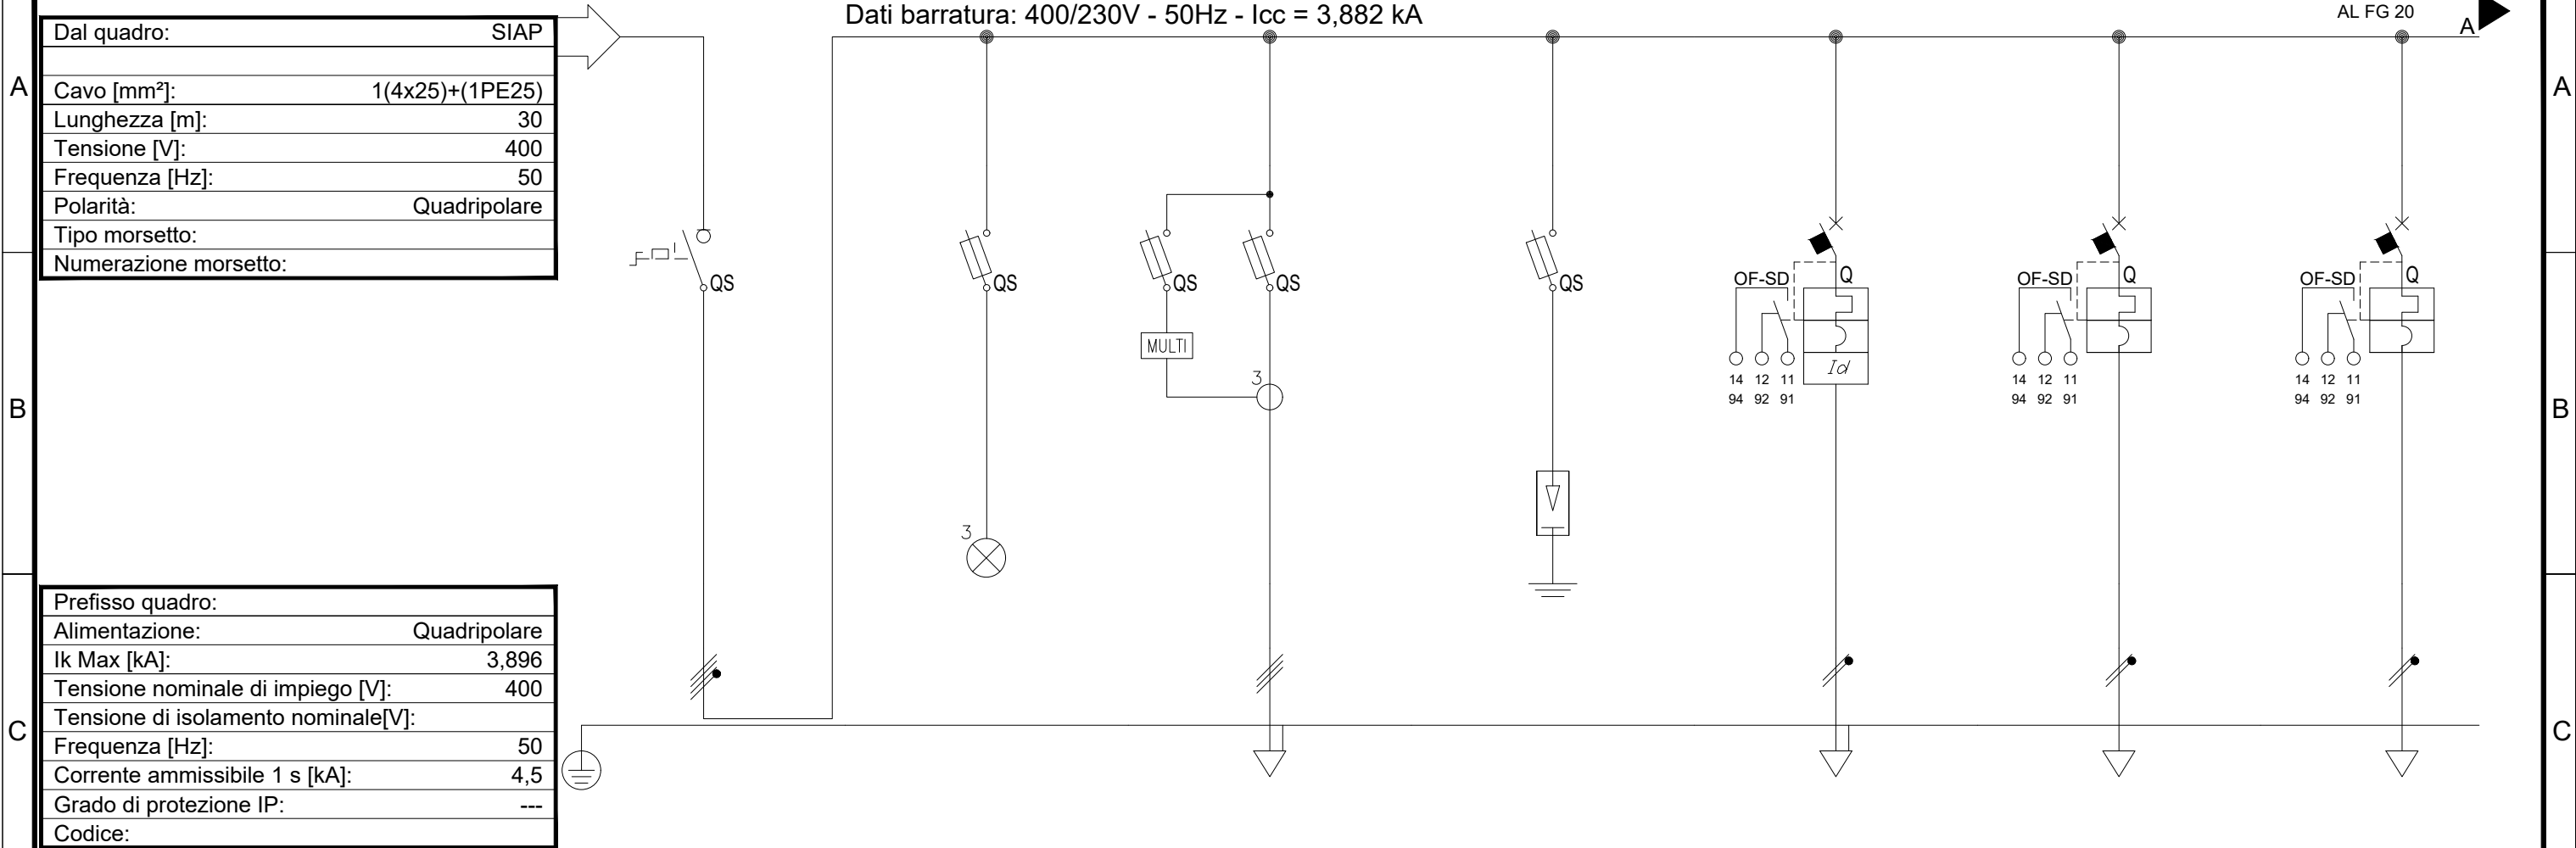 Dati barratura: 400/230V - 50Hz - Icc = 3,882 kA
AL FG 20
A
Dal quadro: SIAP
Cavo [mm²]: 1(4x25)+(1PE25)
Lunghezza [m]: 30
Tensione [V]: 400
Frequenza [Hz]: 50
Polarità: Quadripolare
Tipo morsetto:
Numerazione morsetto:
A
A
QS
QS
QS
QS
QS
OF-SD
Q
OF-SD
Q
OF-SD
Q
MULTI
3
Id
14 12 11
94 92 91
14 12 11
94 92 91
14 12 11
94 92 91
B
B
3
Prefisso quadro:
Alimentazione: Quadripolare
Ik Max [kA]: 3,896
Tensione nominale di impiego [V]: 400
Tensione di isolamento nominale[V]:
Frequenza [Hz]: 50
Corrente ammissibile 1 s [kA]: 4,5
Grado di protezione IP: ---
Codice:
C
C